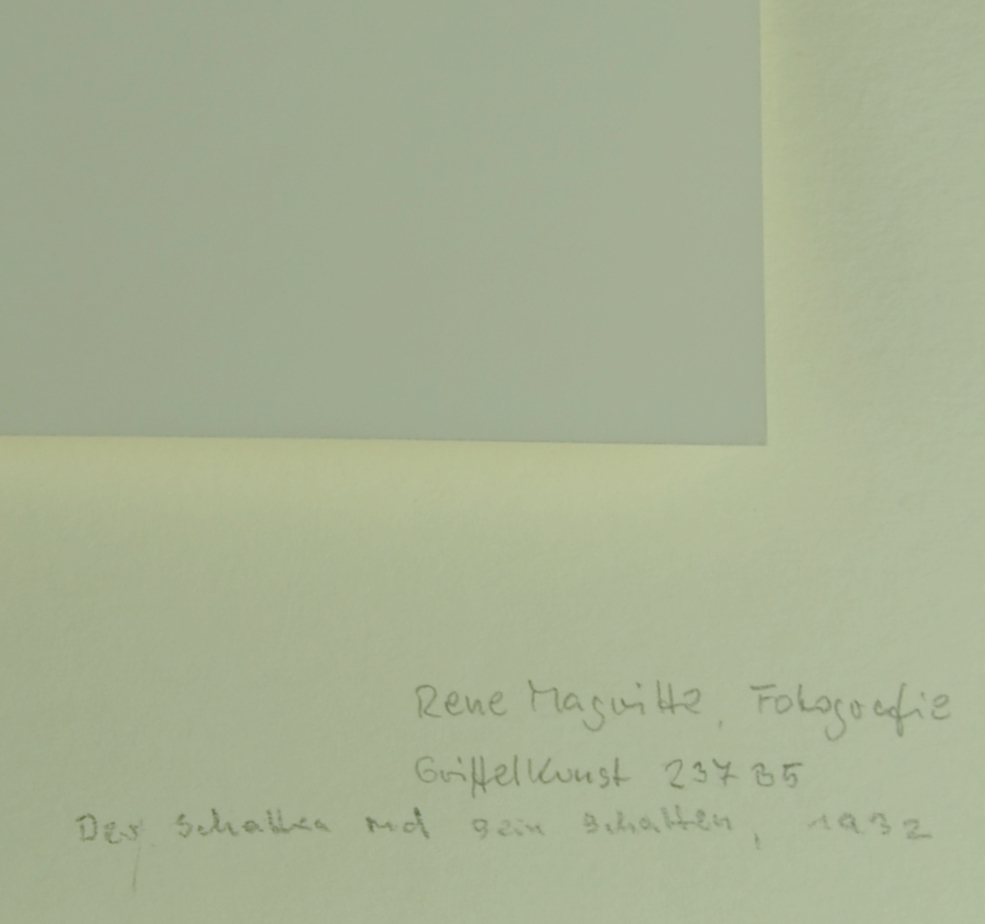 Rene Magritte, Fotografie
Griffelkunst 237 B5
Der Schatten und sein Schatten, 1932